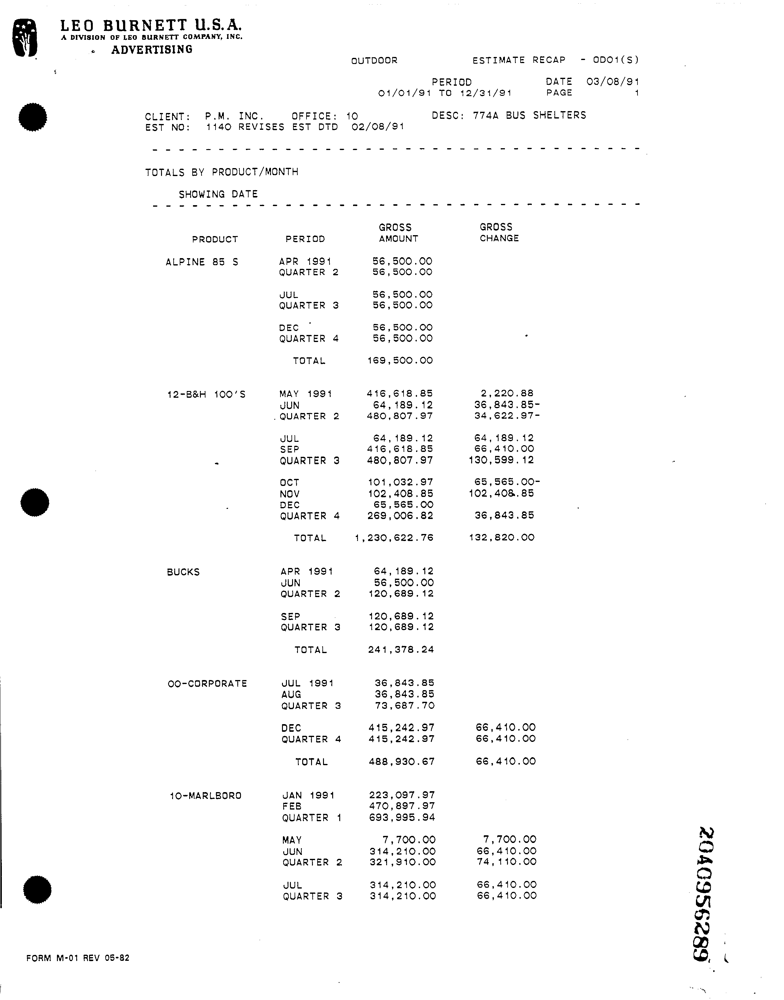 LEO BURNETT U.S.A.
A DIVISION OF LEO BURNETT COMPANY, INC.
ADVERTISING
OUTDOOR ESTIMATE RECAP - OD01(S)
PERIOD DATE 03/08/91
01/01/91 TO 12/31/91 PAGE 1
CLIENT: P.M. INC. OFFICE: 10 DESC: 774A BUS SHELTERS
EST NO: 1140 REVISES EST DTD 02/08/91
- - - - - - - - - - - - - - - - - - - - - - - - - - - - - - - - - - - - -
TOTALS BY PRODUCT/MONTH
SHOWING DATE
- - - - - - - - - - - - - - - - - - - - - - - - - - - - - - - - - - - - -
GROSS GROSS
PRODUCT PERIOD AMOUNT CHANGE
ALPINE 85 S APR 1991 56,500.00
QUARTER 2 56,500.00
JUL 56,500.00
QUARTER 3 56,500.00
DEC 56,500.00
QUARTER 4 56,500.00
TOTAL 169,500.00
12-B&H 100'S MAY 1991 416,618.85 2,220.88
JUN 64,189.12 36,843.85-
QUARTER 2 480,807.97 34,622.97-
JUL 64,189.12 64,189.12
SEP 416,618.85 66,410.00
QUARTER 3 480,807.97 130,599.12
OCT 101,032.97 65,565.00-
NOV 102,408.85 102,408.85
DEC 65,565.00
QUARTER 4 269,006.82 36,843.85
TOTAL 1,230,622.76 132,820.00
BUCKS APR 1991 64,189.12
JUN 56,500.00
QUARTER 2 120,689.12
SEP 120,689.12
QUARTER 3 120,689.12
TOTAL 241,378.24
00-CORPORATE JUL 1991 36,843.85
AUG 36,843.85
QUARTER 3 73,687.70
DEC 415,242.97 66,410.00
QUARTER 4 415,242.97 66,410.00
TOTAL 488,930.67 66,410.00
10-MARLBORO JAN 1991 223,097.97
FEB 470,897.97
QUARTER 1 693,995.94
MAY 7,700.00 7,700.00
JUN 314,210.00 66,410.00
QUARTER 2 321,910.00 74,110.00
JUL 314,210.00 66,410.00
QUARTER 3 314,210.00 66,410.00
2040956289
FORM M-01 REV 05-82